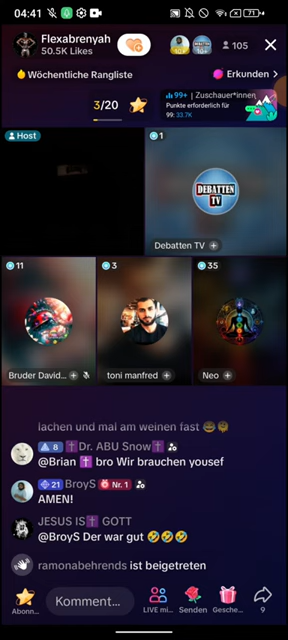 04:41
71
Flexabrenyah
50.5K Likes
105
Wöchentliche Rangliste
Erkunden >
3/20
99+ | Zuschauer*innen
Punkte erforderlich für
99: 33.7K
Host
1
DEBATTEN
TV
Debatten TV +
11
3
35
Bruder David... +
toni manfred +
Neo +
lachen und mal am weinen fast 😂🫠
8 ✝️Dr. ABU Snow✝️
@Brian ✝️ bro Wir brauchen yousef
21 BroyS Nr. 1
AMEN!
JESUS IS✝️ GOTT
@BroyS Der war gut 🤣🤣🤣
ramonabehrends ist beigetreten
Abonn...
Komment...
LIVE mi...
Senden
Gesche...
9